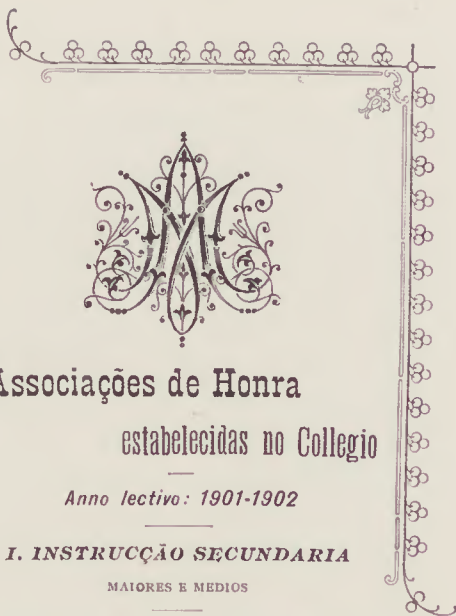 Associações de Honra
estabelecidas no Collegio
Anno lectivo: 1901-1902
I. INSTRUCÇÃO SECUNDARIA
MAIORES E MEDIOS